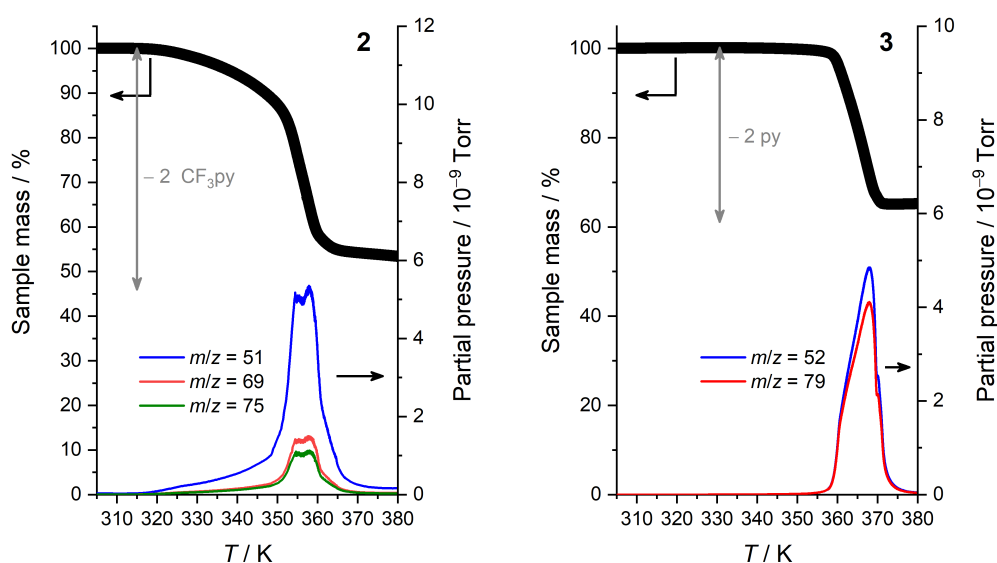 2
Sample mass / %
100
90
80
70
60
50
40
30
20
10
0
– 2 CF₃py
m/z = 51
m/z = 69
m/z = 75
12
10
8
6
4
2
0
Partial pressure / 10⁻⁹ Torr
310 320 330 340 350 360 370 380
T / K
3
Sample mass / %
100
80
60
40
20
0
– 2 py
m/z = 52
m/z = 79
10
8
6
4
2
0
Partial pressure / 10⁻⁹ Torr
310 320 330 340 350 360 370 380
T / K